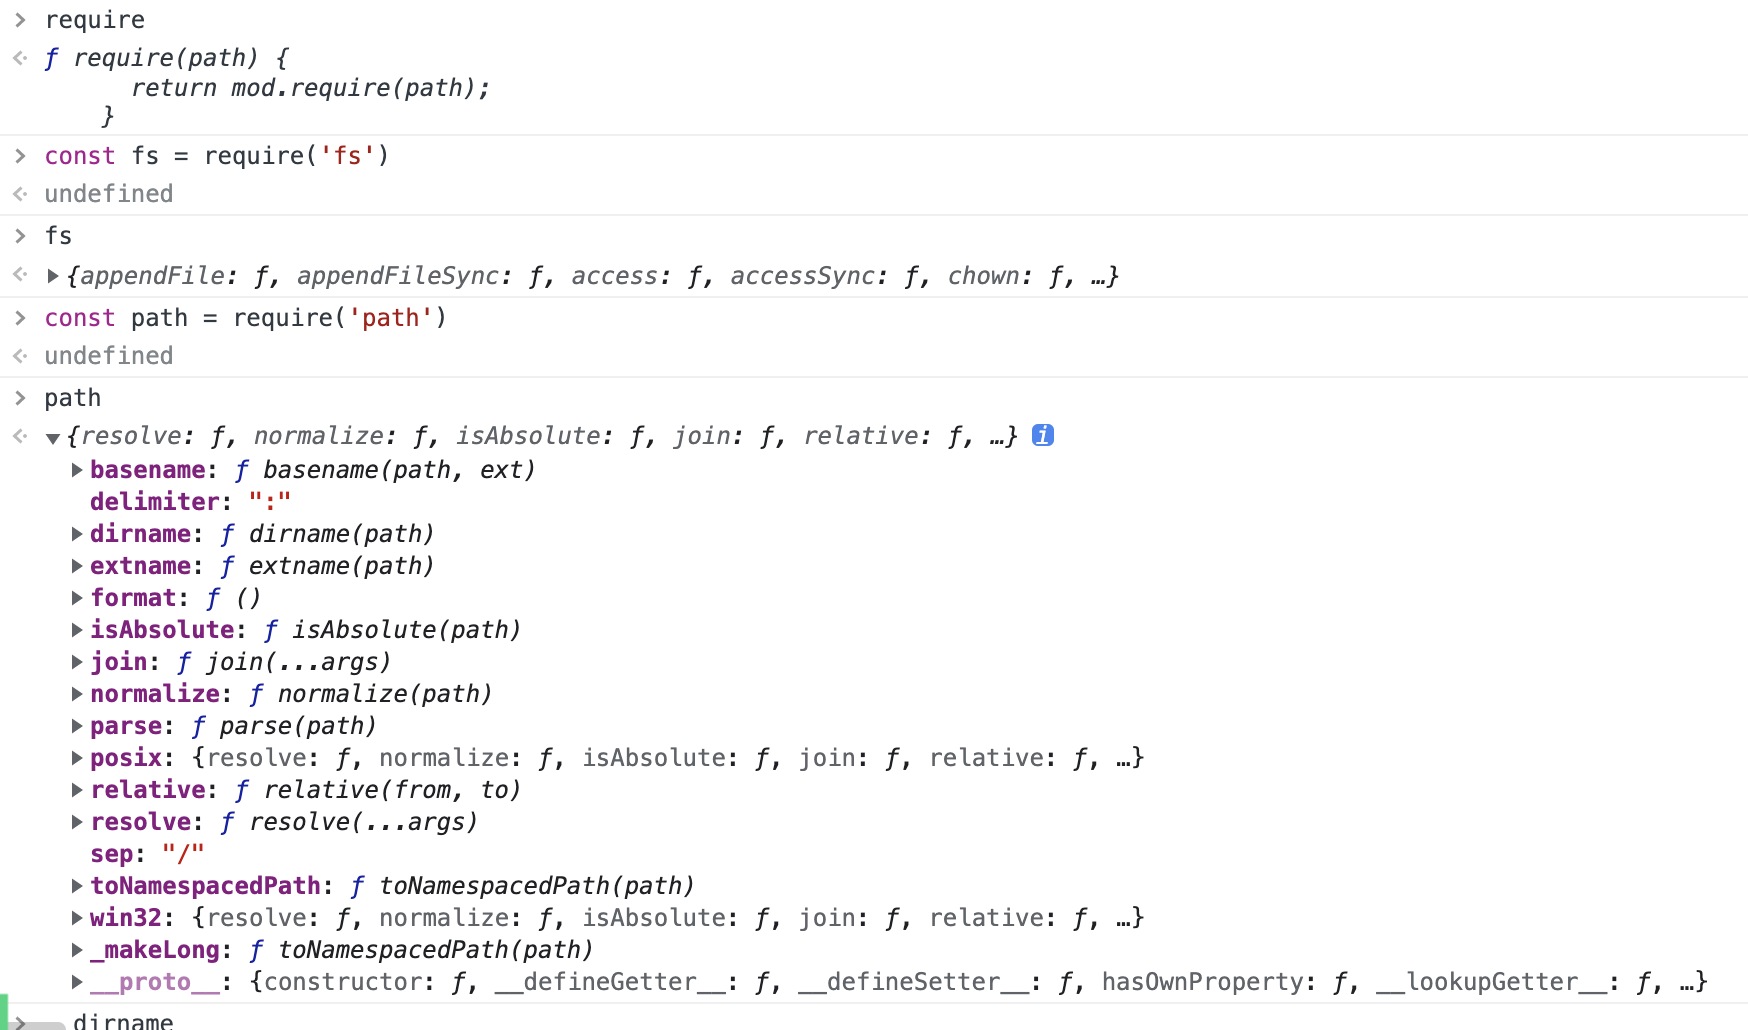 > require
<· ƒ require(path) {
return mod.require(path);
}
> const fs = require('fs')
<· undefined
> fs
<· ▶{appendFile: ƒ, appendFileSync: ƒ, access: ƒ, accessSync: ƒ, chown: ƒ, …}
> const path = require('path')
<· undefined
> path
<· ▼{resolve: ƒ, normalize: ƒ, isAbsolute: ƒ, join: ƒ, relative: ƒ, …} i
▶basename: ƒ basename(path, ext)
delimiter: ":"
▶dirname: ƒ dirname(path)
▶extname: ƒ extname(path)
▶format: ƒ ()
▶isAbsolute: ƒ isAbsolute(path)
▶join: ƒ join(...args)
▶normalize: ƒ normalize(path)
▶parse: ƒ parse(path)
▶posix: {resolve: ƒ, normalize: ƒ, isAbsolute: ƒ, join: ƒ, relative: ƒ, …}
▶relative: ƒ relative(from, to)
▶resolve: ƒ resolve(...args)
sep: "/"
▶toNamespacedPath: ƒ toNamespacedPath(path)
▶win32: {resolve: ƒ, normalize: ƒ, isAbsolute: ƒ, join: ƒ, relative: ƒ, …}
▶_makeLong: ƒ toNamespacedPath(path)
▶__proto__: {constructor: ƒ, __defineGetter__: ƒ, __defineSetter__: ƒ, hasOwnProperty: ƒ, __lookupGetter__: ƒ, …}
> dirname